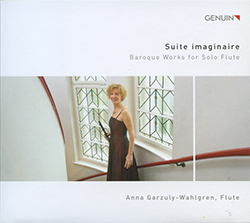 GENUIN
Suite imaginaire
Baroque Works for Solo Flute
Anna Garzuly-Wahlgren, Flute